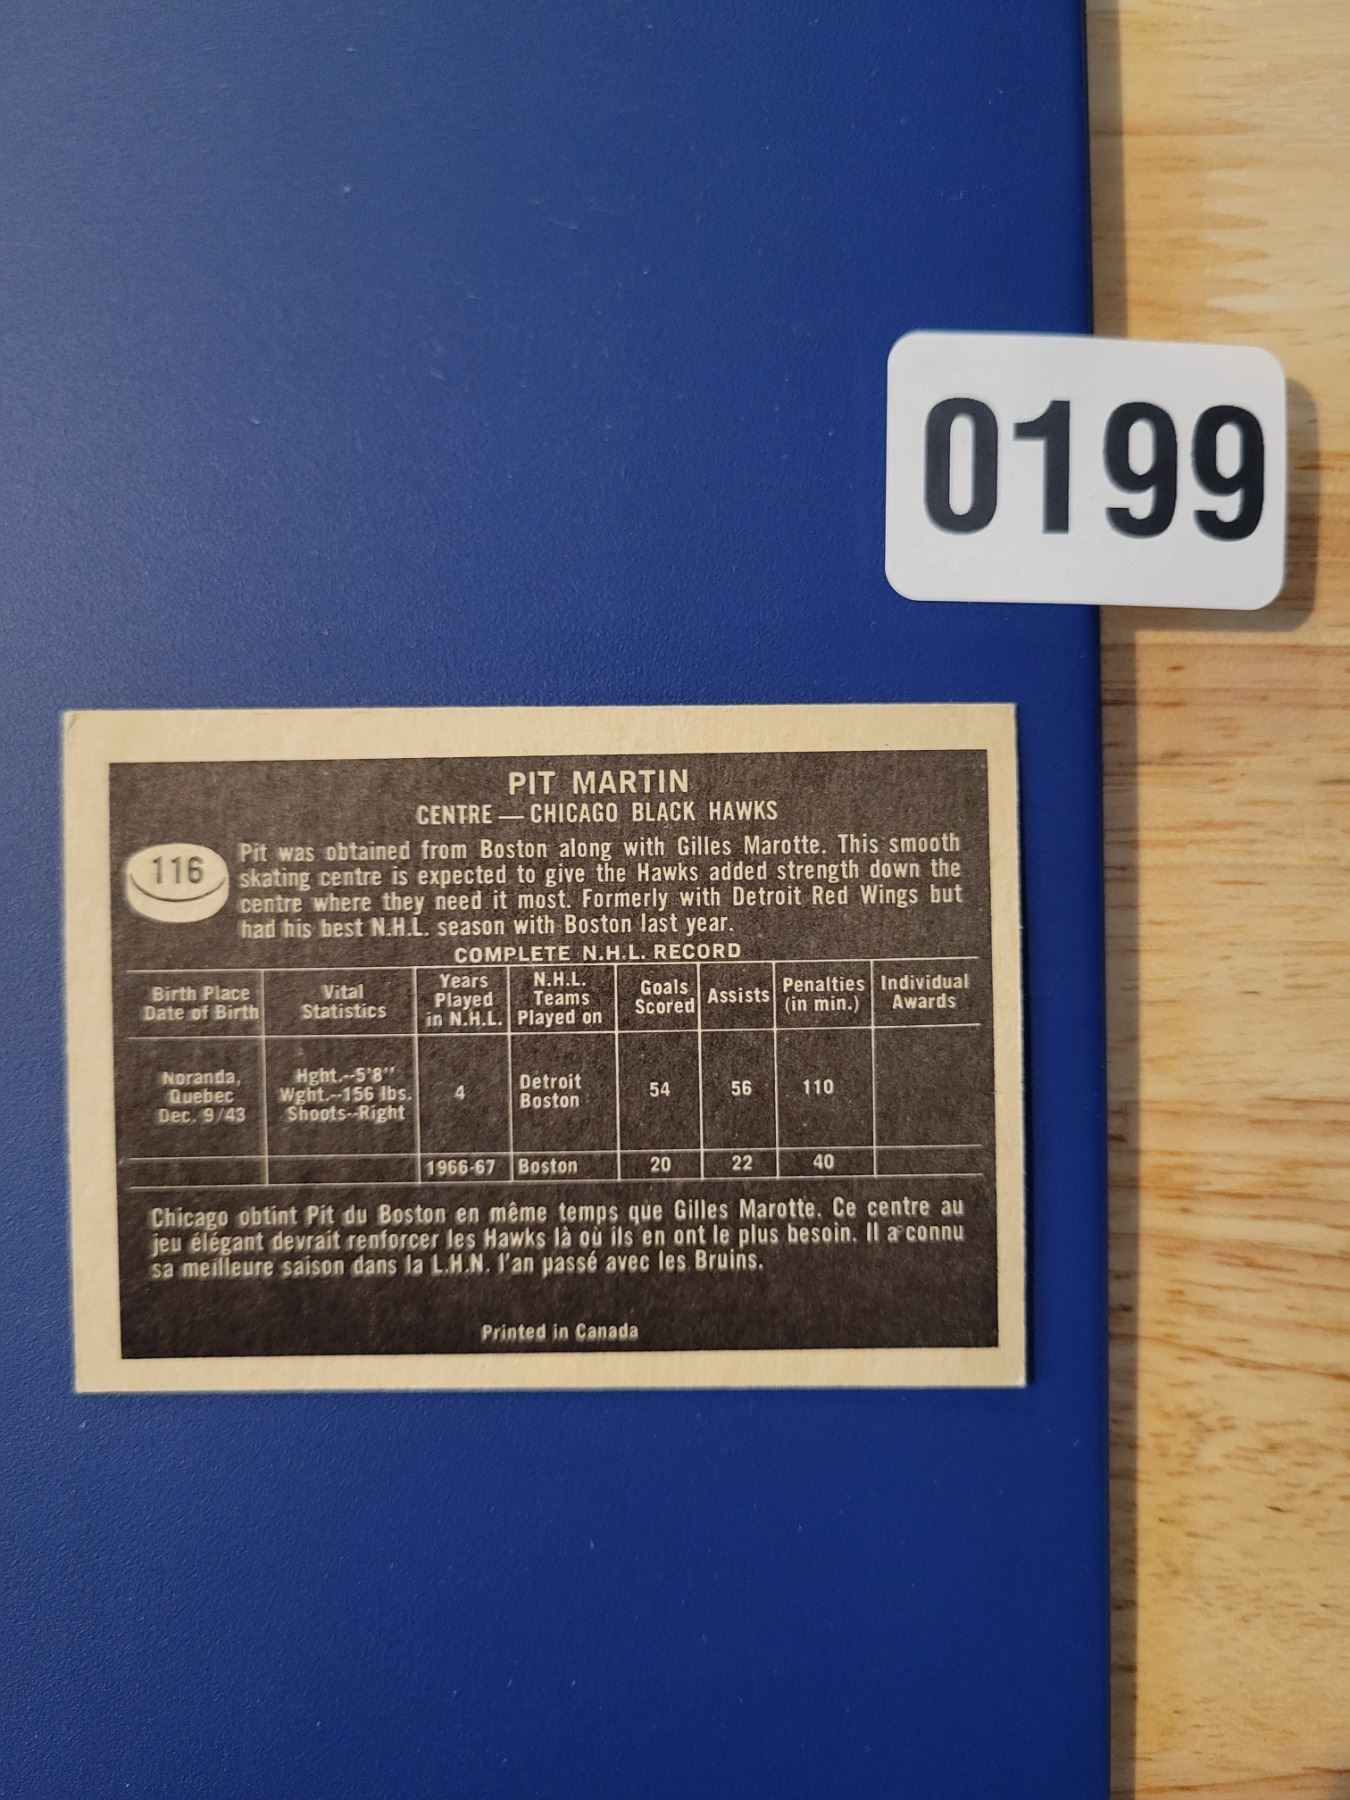 0199
PIT MARTIN
CENTRE — CHICAGO BLACK HAWKS
116
Pit was obtained from Boston along with Gilles Marotte. This smooth
skating centre is expected to give the Hawks added strength down the
centre where they need it most. Formerly with Detroit Red Wings but
had his best N.H.L. season with Boston last year.
COMPLETE N.H.L. RECORD
Birth Place Date of Birth | Vital Statistics | Years Played in N.H.L. | N.H.L. Teams Played on | Goals Scored | Assists | Penalties (in min.) | Individual Awards
Noranda, Quebec Dec. 9/43 | Hght.--5'8" Wght.--156 lbs. Shoots--Right | 4 | Detroit Boston | 54 | 56 | 110
1966-67 | Boston | 20 | 22 | 40
Chicago obtint Pit du Boston en même temps que Gilles Marotte. Ce centre au
jeu élégant devrait renforcer les Hawks là où ils en ont le plus besoin. Il a connu
sa meilleure saison dans la L.H.N. l'an passé avec les Bruins.
Printed in Canada